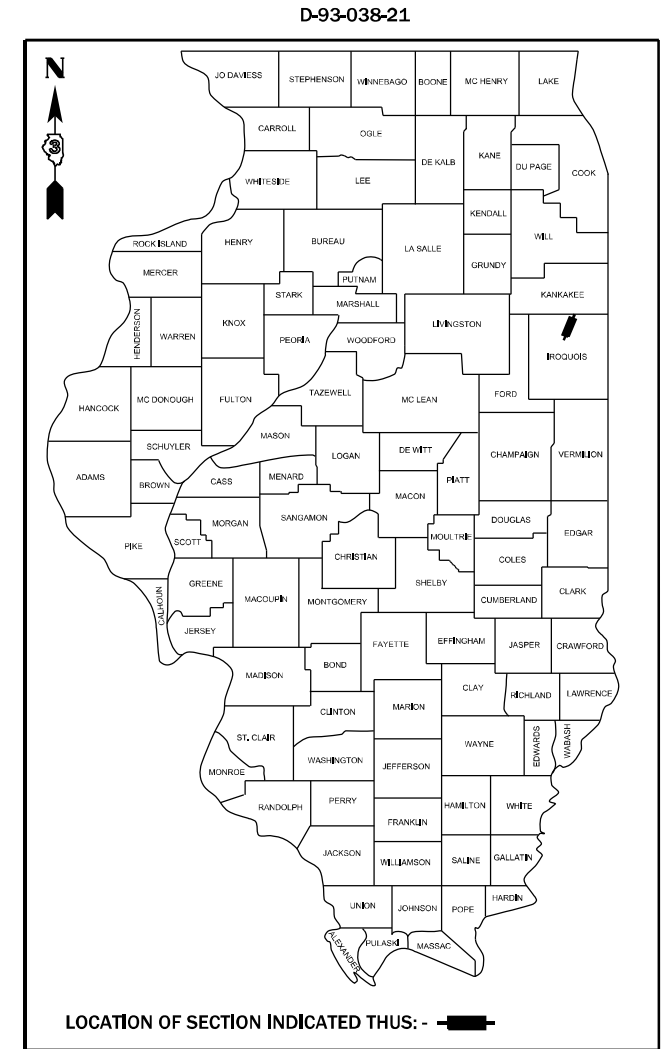 D-93-038-21
N
3
JO DAVIESS
STEPHENSON
WINNEBAGO
BOONE
MC HENRY
LAKE
CARROLL
OGLE
DE KALB
KANE
DU PAGE
COOK
WHITESIDE
LEE
KENDALL
WILL
ROCK ISLAND
HENRY
BUREAU
LA SALLE
GRUNDY
MERCER
PUTNAM
STARK
MARSHALL
KANKAKEE
HENDERSON
WARREN
KNOX
PEORIA
WOODFORD
LIVINGSTON
IROQUOIS
HANCOCK
MC DONOUGH
FULTON
TAZEWELL
MC LEAN
FORD
SCHUYLER
MASON
LOGAN
DE WITT
CHAMPAIGN
VERMILION
ADAMS
BROWN
CASS
MENARD
MACON
PIATT
PIKE
SCOTT
MORGAN
SANGAMON
CHRISTIAN
MOULTRIE
DOUGLAS
EDGAR
COLES
CALHOUN
GREENE
MACOUPIN
MONTGOMERY
SHELBY
CUMBERLAND
CLARK
JERSEY
FAYETTE
EFFINGHAM
JASPER
CRAWFORD
MADISON
BOND
CLAY
RICHLAND
LAWRENCE
CLINTON
MARION
ST. CLAIR
WASHINGTON
WAYNE
EDWARDS
WABASH
MONROE
JEFFERSON
RANDOLPH
PERRY
HAMILTON
WHITE
FRANKLIN
JACKSON
WILLIAMSON
SALINE
GALLATIN
UNION
JOHNSON
POPE
HARDIN
ALEXANDER
PULASKI
MASSAC
LOCATION OF SECTION INDICATED THUS: -